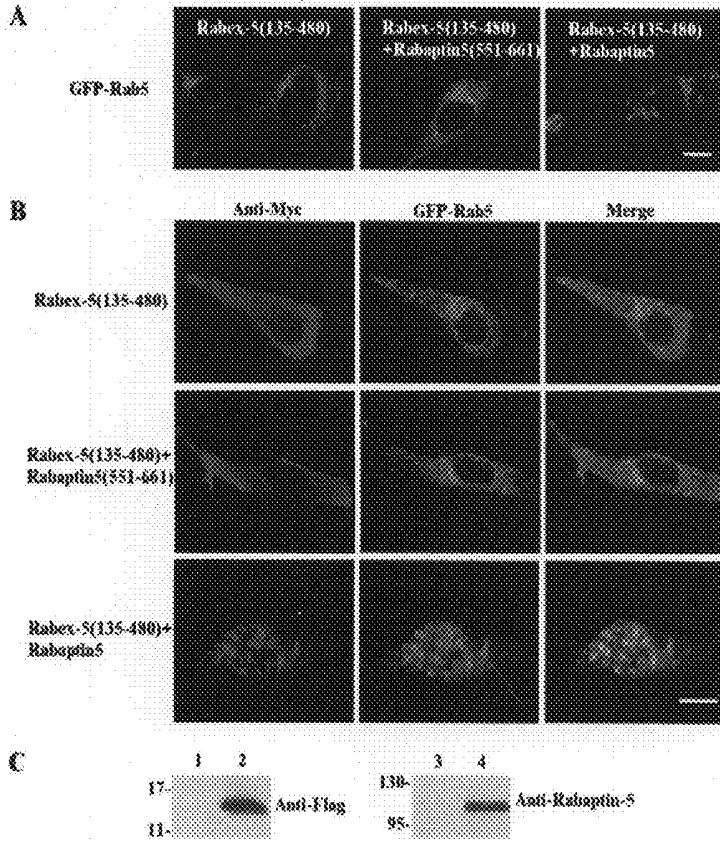 A
Rabex-5(135-480)
Rabex-5(135-480)
+Rabaptin5(551-661)
Rabex-5(135-480)
+Rabaptin5
GFP-Rab5
B
Anti-Myc
GFP-Rab5
Merge
Rabex-5(135-480)
Rabex-5(135-480)+
Rabaptin5(551-661)
Rabex-5(135-480)+
Rabaptin5
C
1
2
3
4
17-
11-
Anti-Flag
130-
95-
Anti-Rabaptin-5